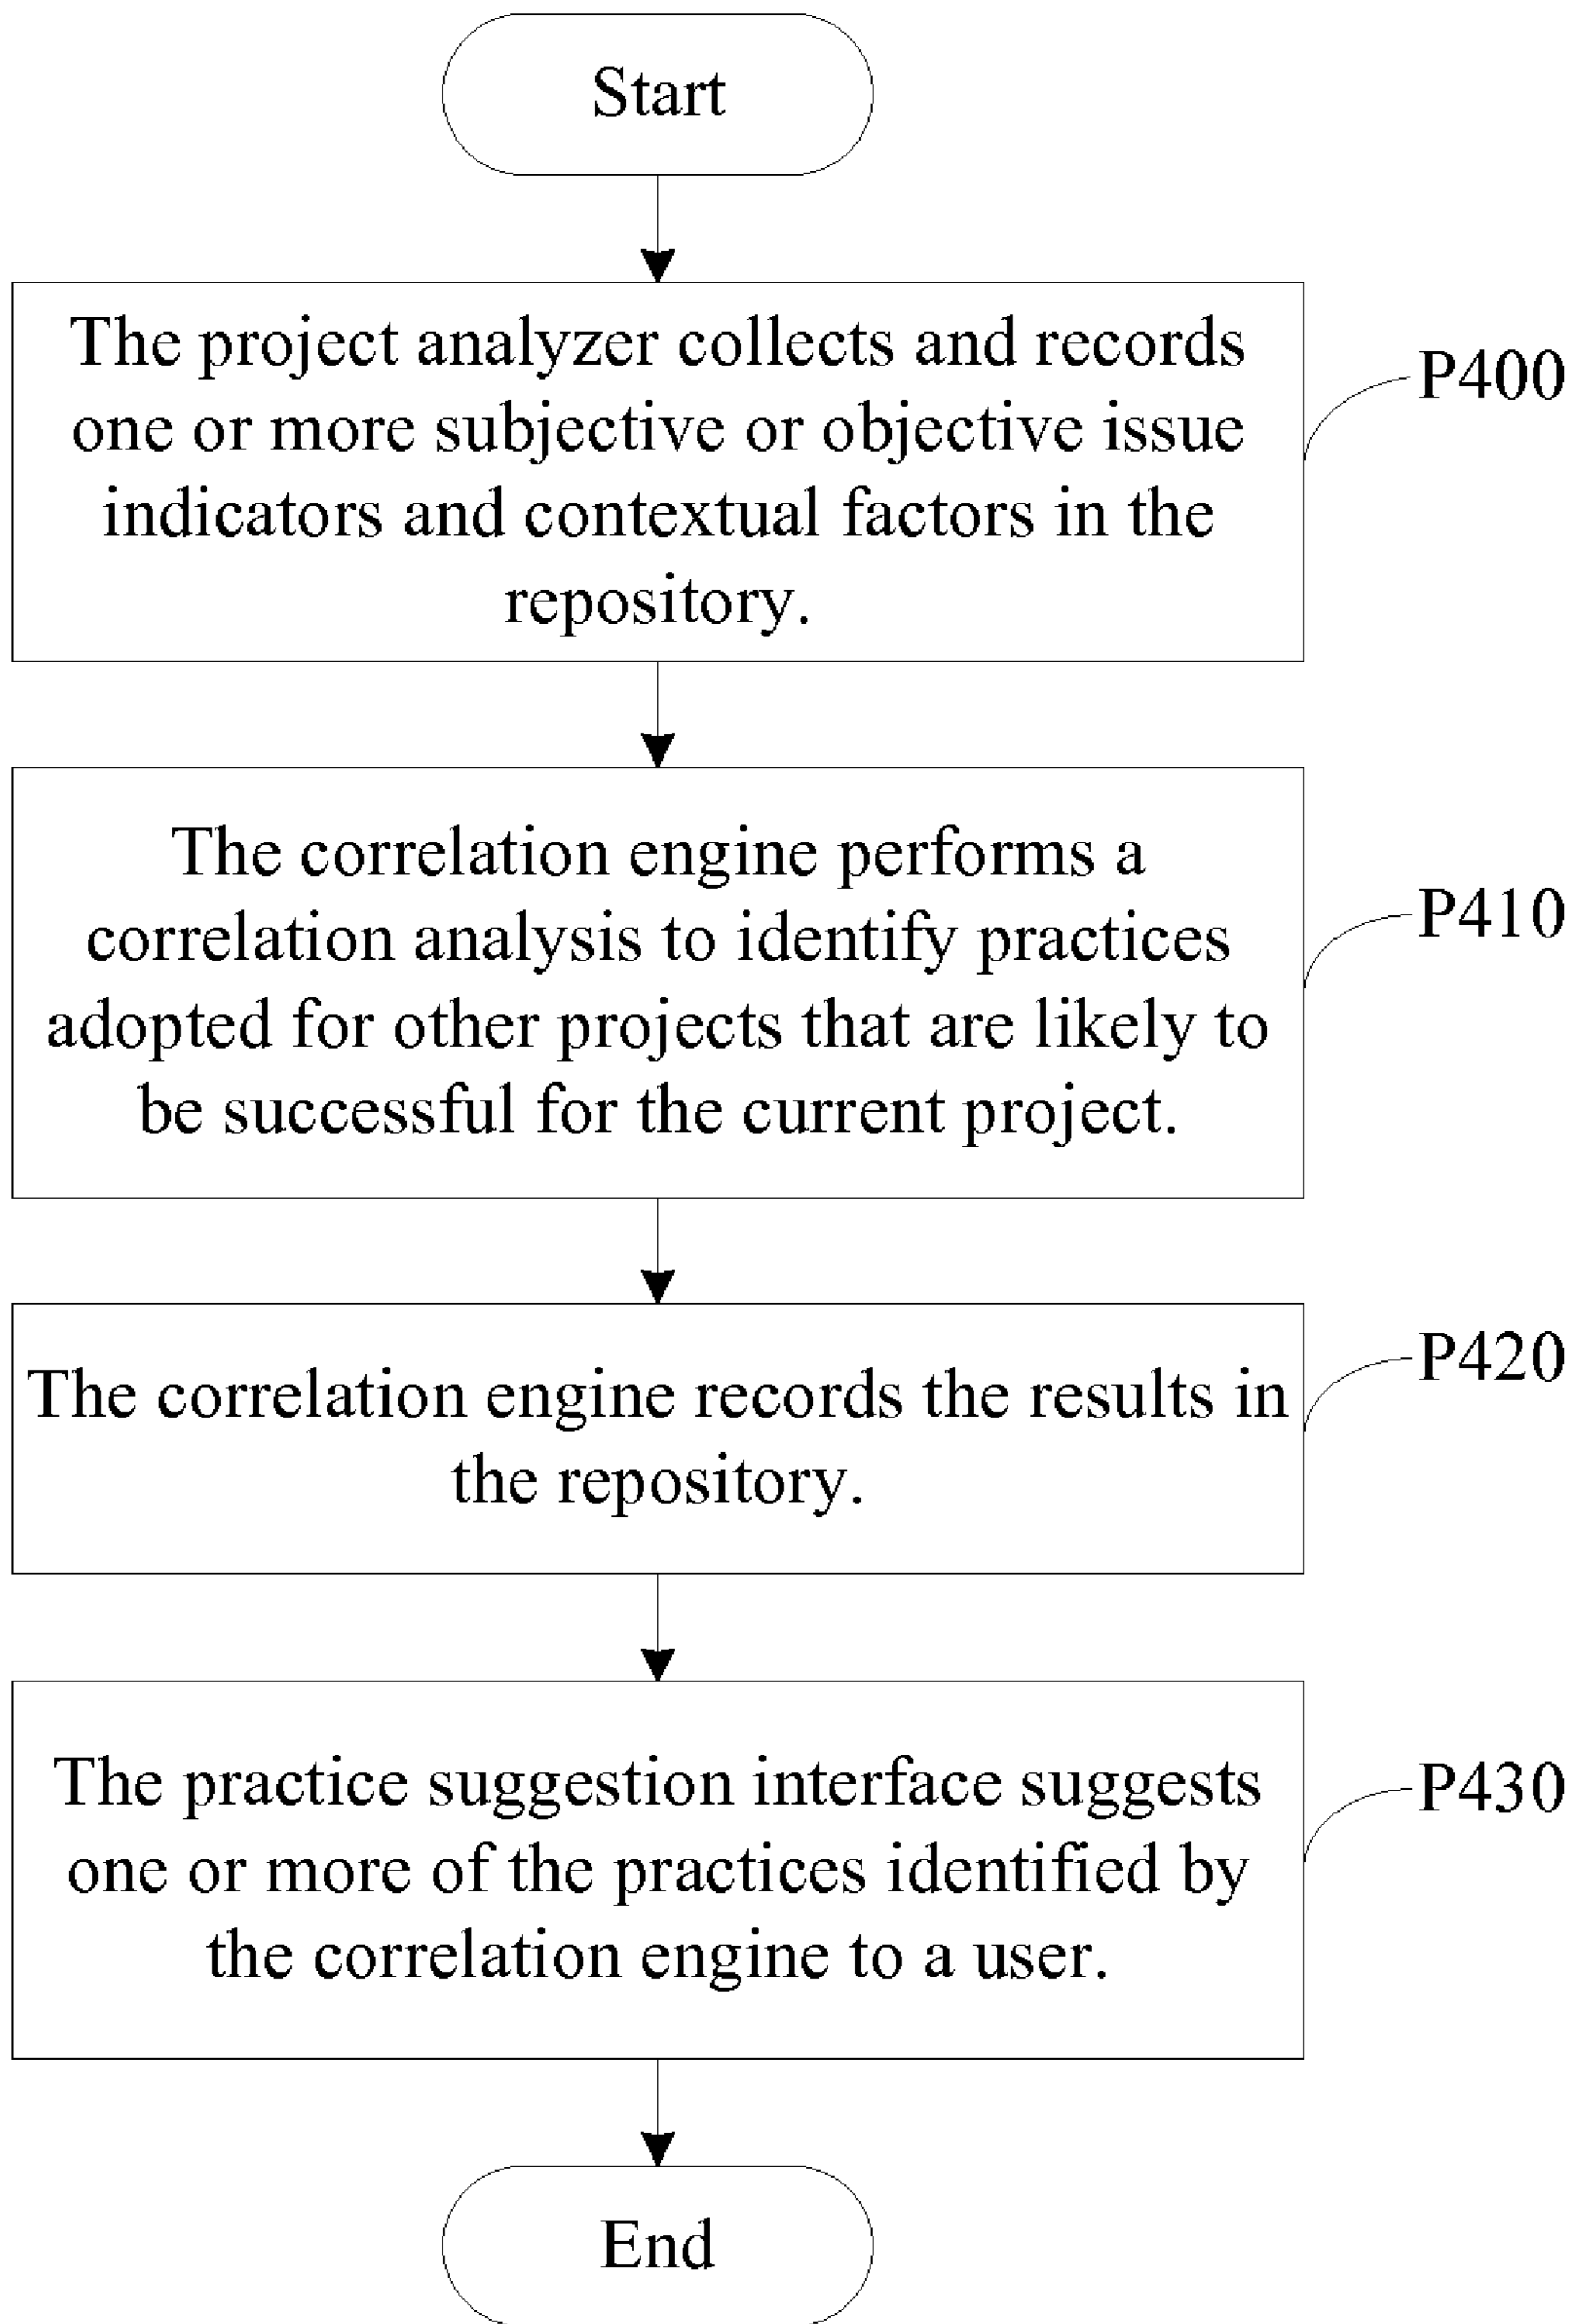 Start
The project analyzer collects and records
one or more subjective or objective issue
indicators and contextual factors in the
repository.
P400
The correlation engine performs a
correlation analysis to identify practices
adopted for other projects that are likely to
be successful for the current project.
P410
The correlation engine records the results in
the repository.
P420
The practice suggestion interface suggests
one or more of the practices identified by
the correlation engine to a user.
P430
End